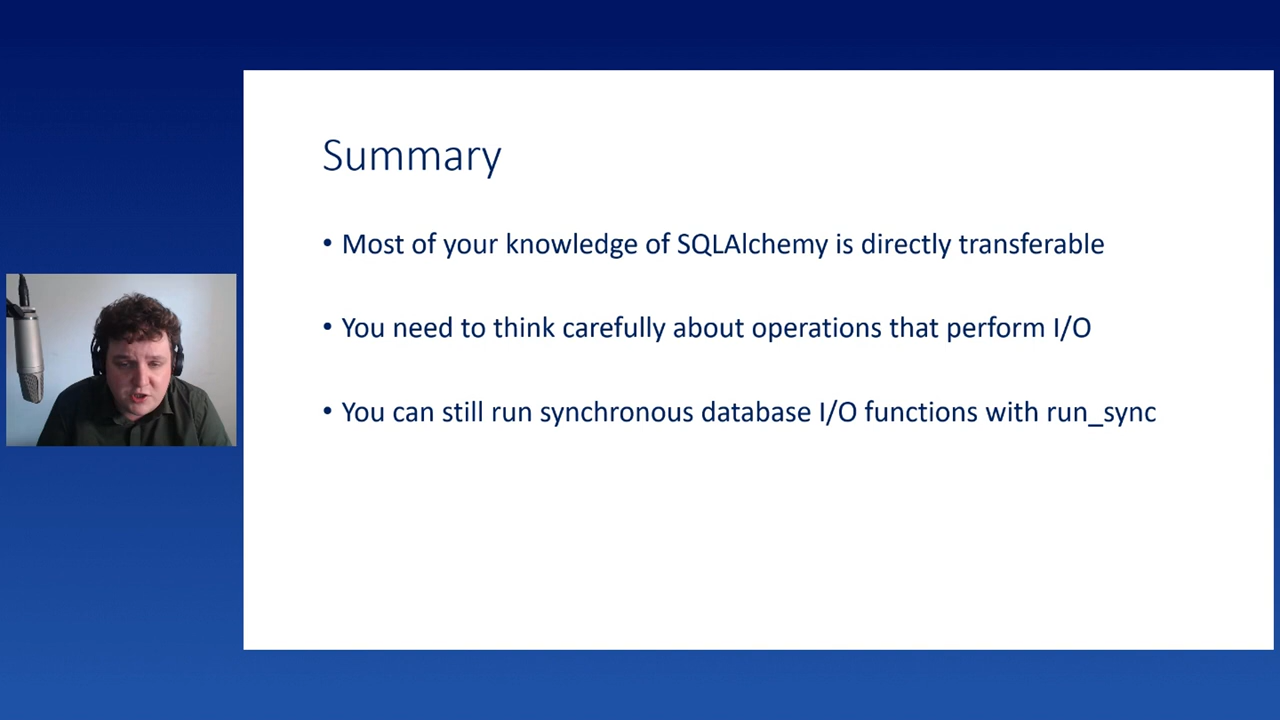 Summary
• Most of your knowledge of SQLAlchemy is directly transferable
• You need to think carefully about operations that perform I/O
• You can still run synchronous database I/O functions with run_sync